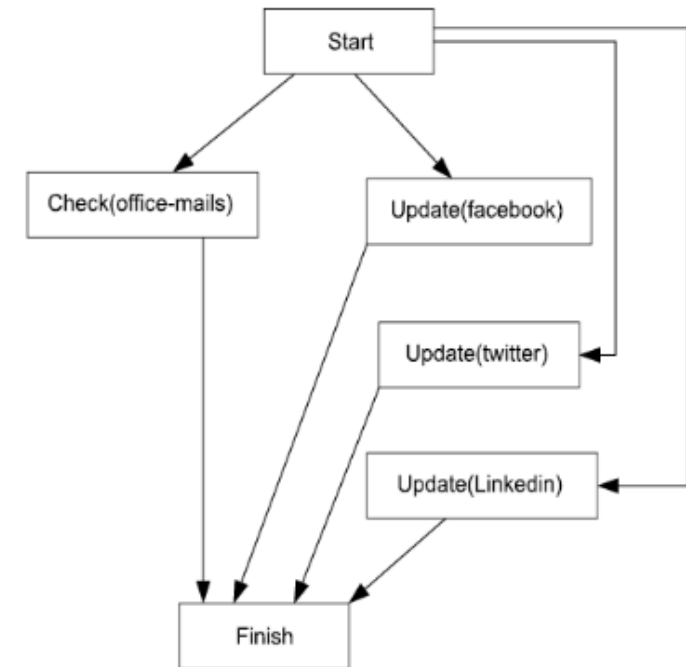 Start
Check(office-mails)
Update(facebook)
Update(twitter)
Update(Linkedin)
Finish